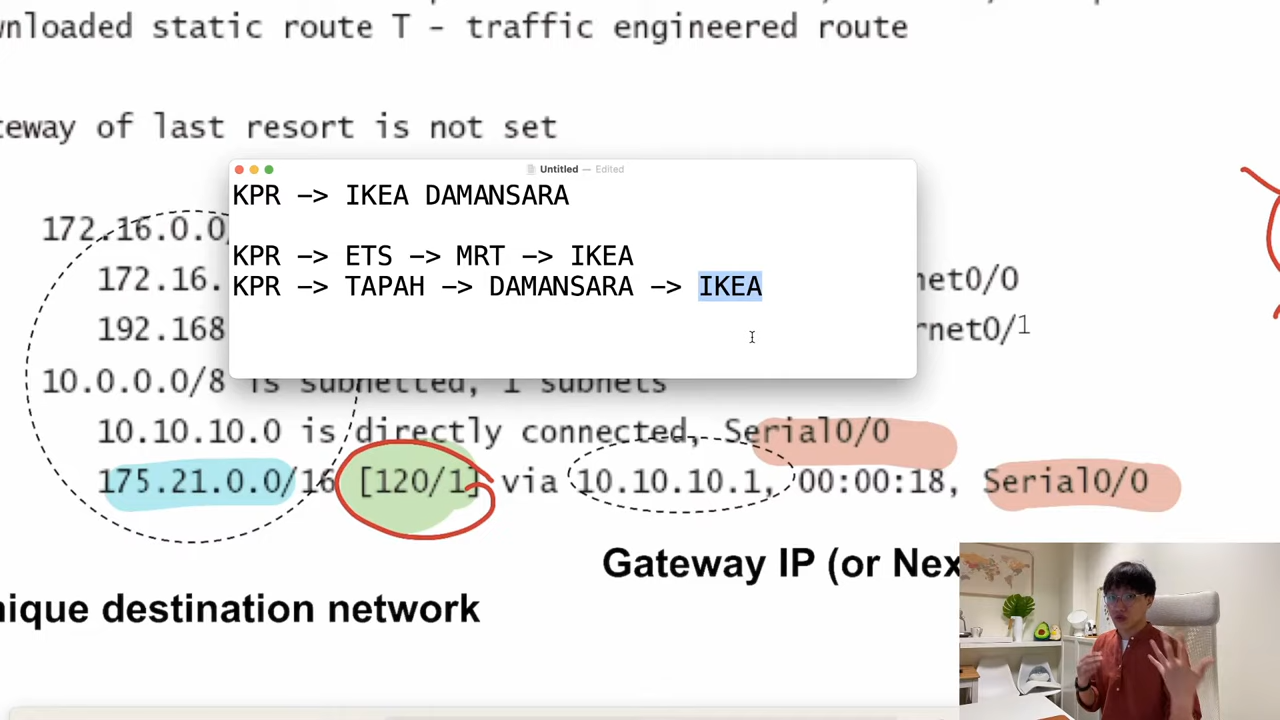 wnloaded static route T - traffic engineered route
teway of last resort is not set
Untitled — Edited
KPR -> IKEA DAMANSARA
KPR -> ETS -> MRT -> IKEA
KPR -> TAPAH -> DAMANSARA -> IKEA
172.16.0.0/
172.16. net0/0
192.168 rnet0/1
10.0.0.0/8 is subnetted, 1 subnets
10.10.10.0 is directly connected, Serial0/0
175.21.0.0/16 [120/1] via 10.10.10.1, 00:00:18, Serial0/0
Gateway IP (or Nex
nique destination network